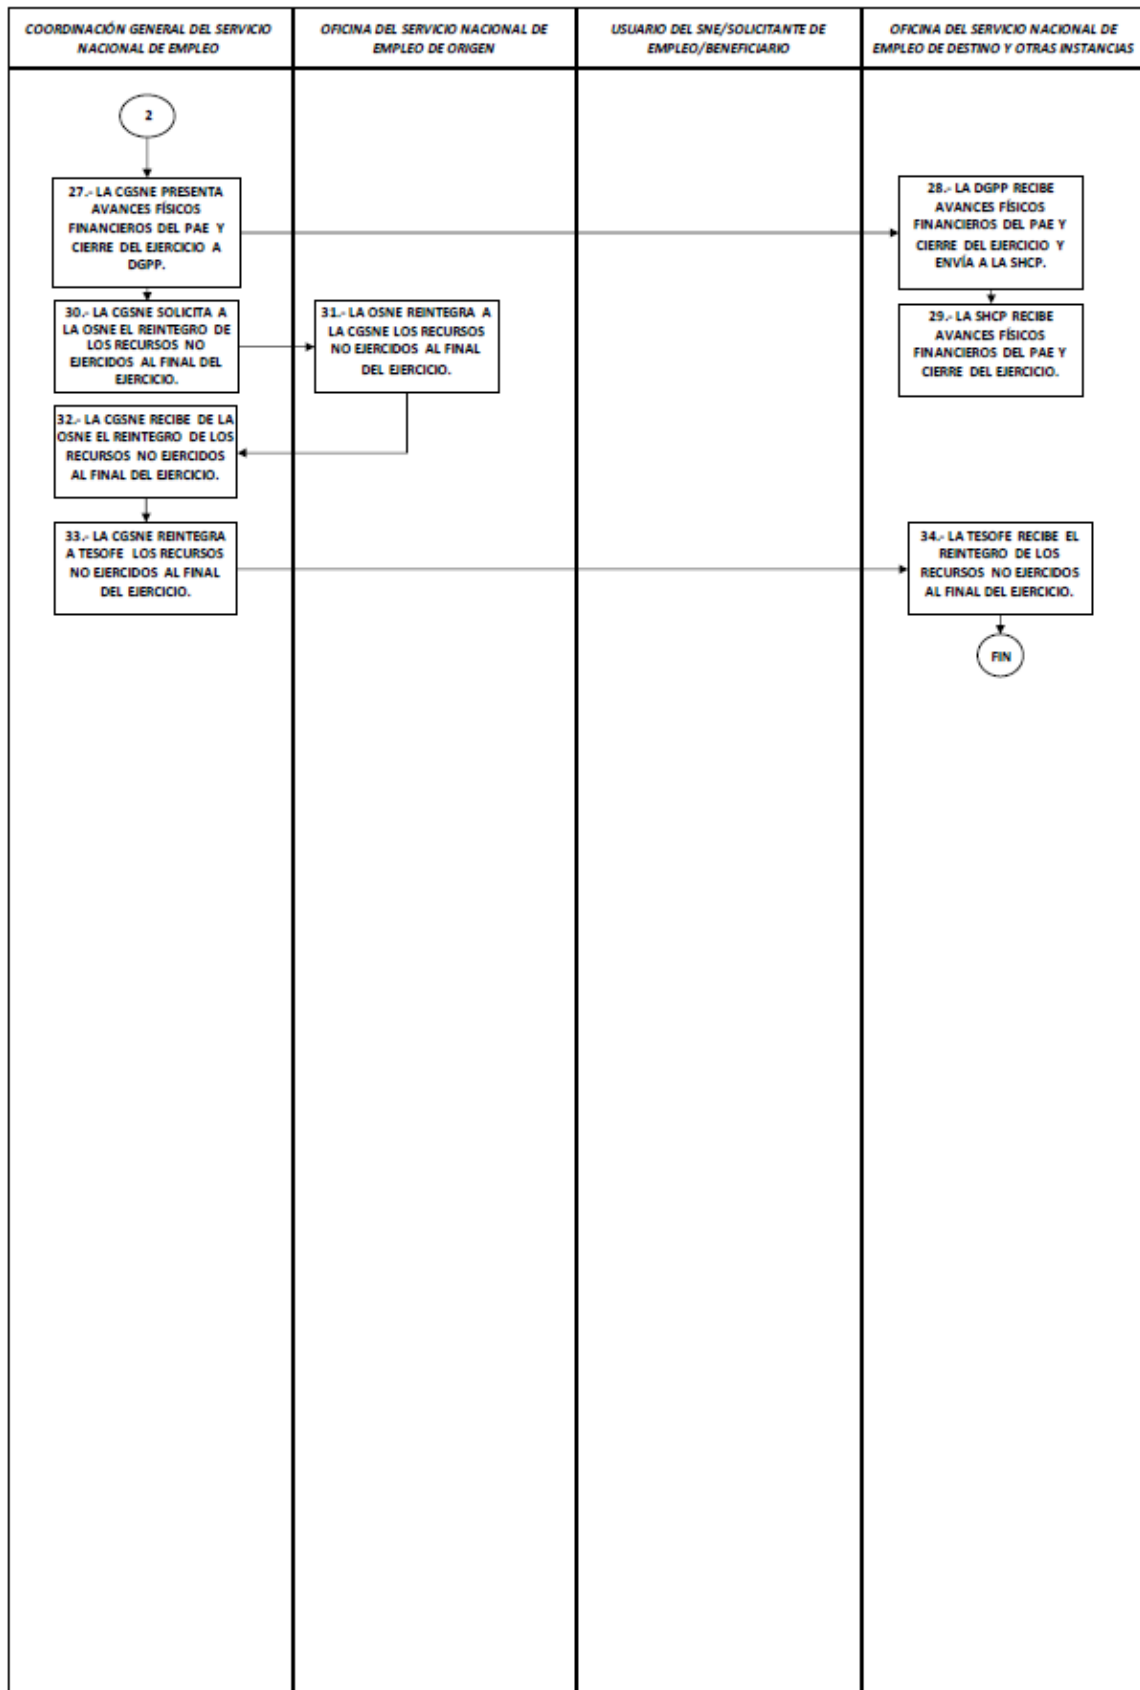 COORDINACIÓN GENERAL DEL SERVICIO
NACIONAL DE EMPLEO
OFICINA DEL SERVICIO NACIONAL DE
EMPLEO DE ORIGEN
USUARIO DEL SNE/SOLICITANTE DE
EMPLEO/BENEFICIARIO
OFICINA DEL SERVICIO NACIONAL DE
EMPLEO DE DESTINO Y OTRAS INSTANCIAS
2
27.- LA CGSNE PRESENTA
AVANCES FÍSICOS
FINANCIEROS DEL PAE Y
CIERRE DEL EJERCICIO A
DGPP.
28.- LA DGPP RECIBE
AVANCES FÍSICOS
FINANCIEROS DEL PAE Y
CIERRE DEL EJERCICIO Y
ENVÍA A LA SHCP.
29.- LA SHCP RECIBE
AVANCES FÍSICOS
FINANCIEROS DEL PAE Y
CIERRE DEL EJERCICIO.
30.- LA CGSNE SOLICITA A
LA OSNE EL REINTEGRO DE
LOS RECURSOS NO
EJERCIDOS AL FINAL DEL
EJERCICIO.
31.- LA OSNE REINTEGRA A
LA CGSNE LOS RECURSOS
NO EJERCIDOS AL FINAL
DEL EJERCICIO.
32.- LA CGSNE RECIBE DE LA
OSNE EL REINTEGRO DE LOS
RECURSOS NO EJERCIDOS
AL FINAL DEL EJERCICIO.
33.- LA CGSNE REINTEGRA
A TESOFE LOS RECURSOS
NO EJERCIDOS AL FINAL
DEL EJERCICIO.
34.- LA TESOFE RECIBE EL
REINTEGRO DE LOS
RECURSOS NO EJERCIDOS
AL FINAL DEL EJERCICIO.
FIN